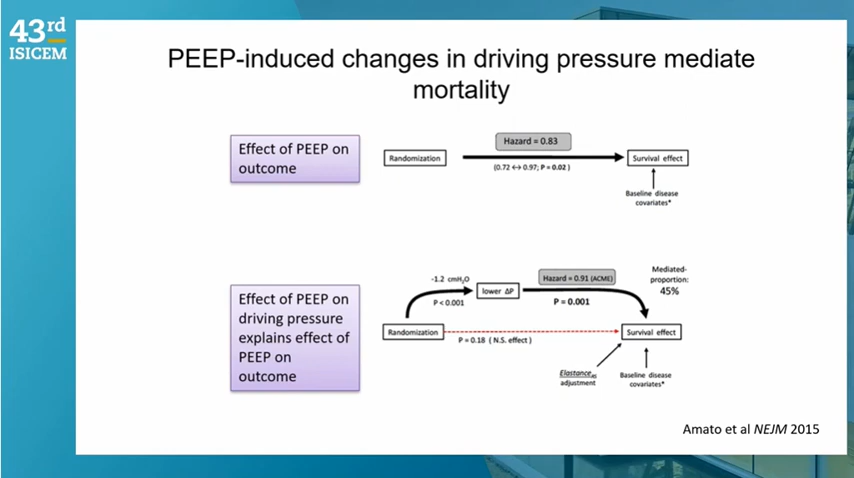 43rd
ISICEM
PEEP-induced changes in driving pressure mediate
mortality
Effect of PEEP on
outcome
Randomization
Hazard = 0.83
(0.72 ↔ 0.97; P = 0.02 )
Survival effect
Baseline disease
covariates*
Effect of PEEP on
driving pressure
explains effect of
PEEP on
outcome
Randomization
-1.2 cmH2O
P < 0.001
lower ΔP
Hazard = 0.91 (ACME)
P = 0.001
Mediated-
proportion:
45%
P = 0.18 ( N.S. effect )
Survival effect
ElastanceRS
adjustment
Baseline disease
covariates*
Amato et al NEJM 2015